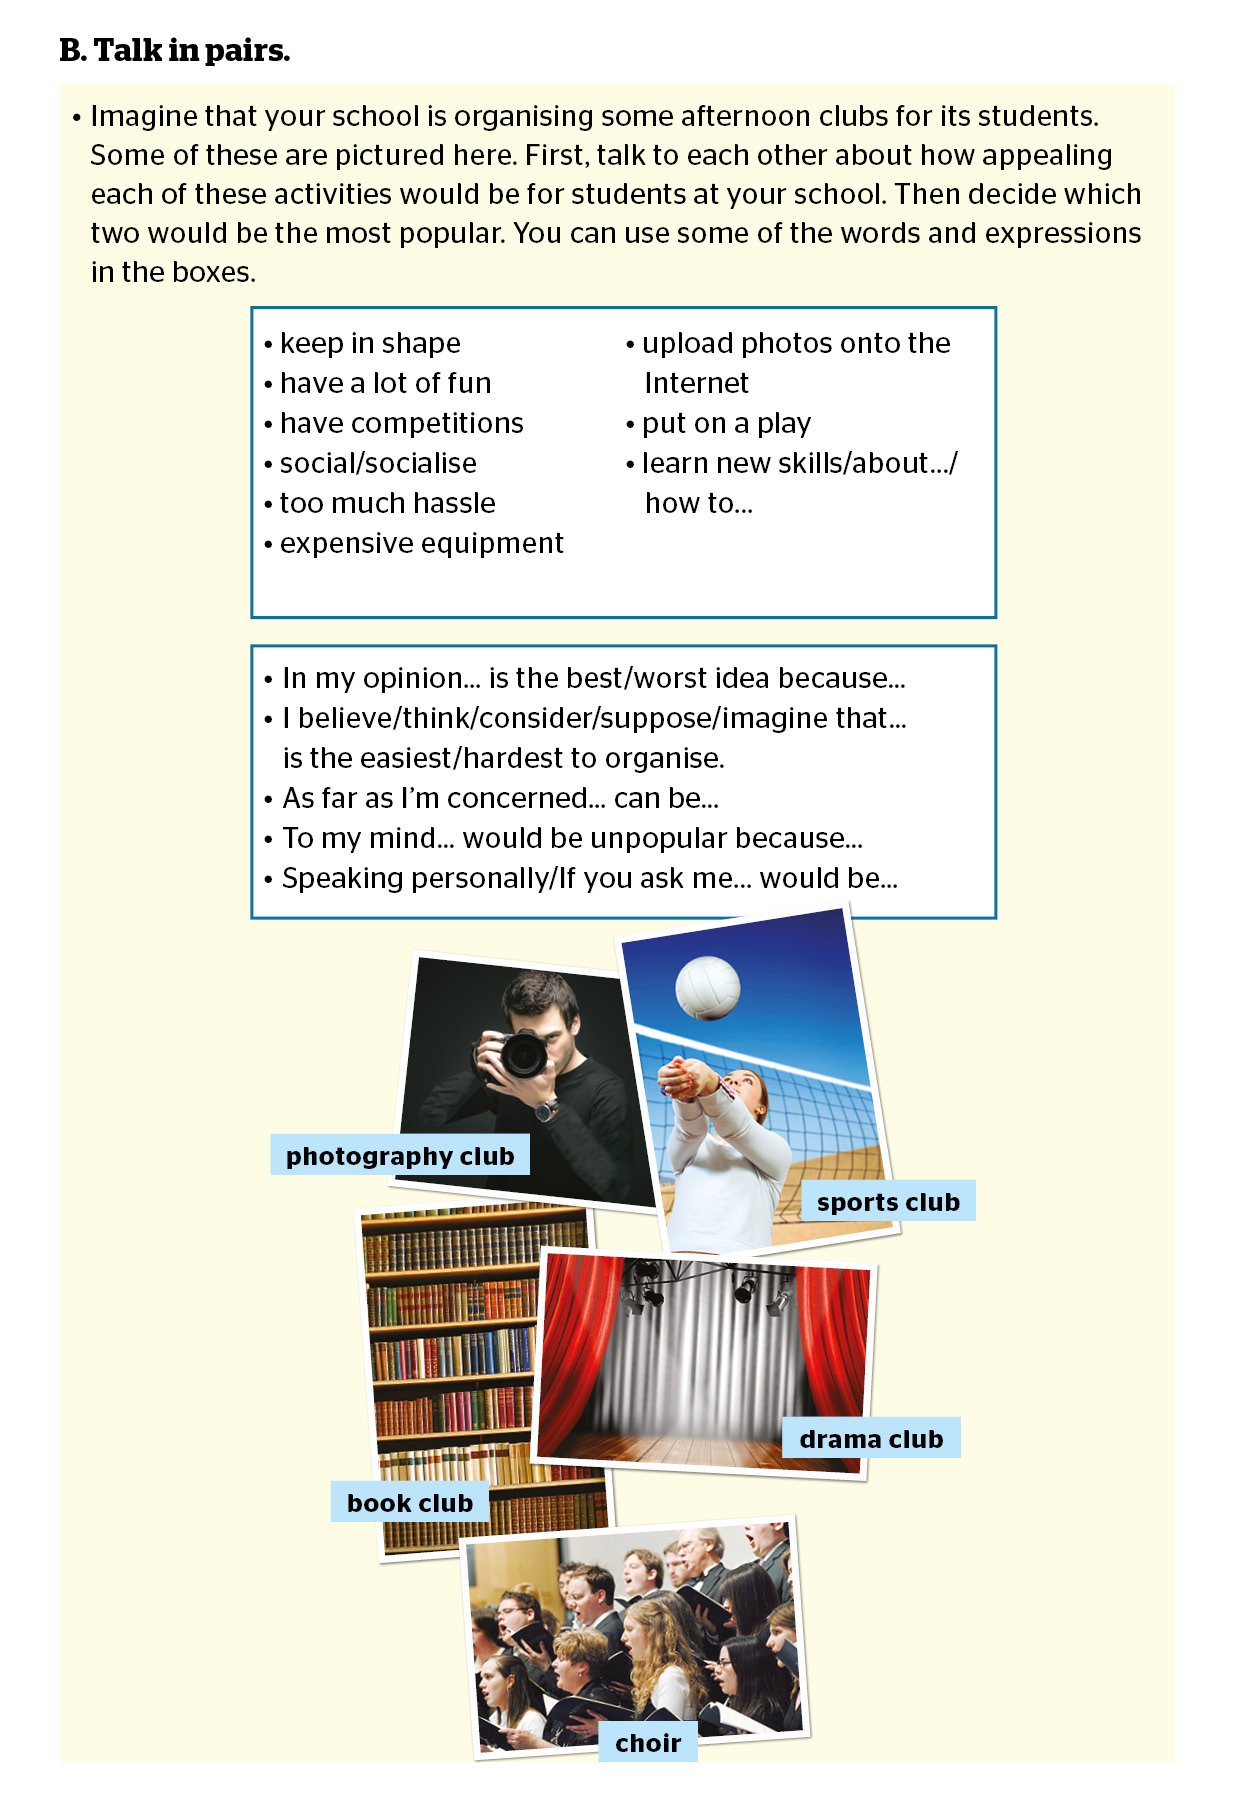 B. Talk in pairs.
• Imagine that your school is organising some afternoon clubs for its students.
Some of these are pictured here. First, talk to each other about how appealing
each of these activities would be for students at your school. Then decide which
two would be the most popular. You can use some of the words and expressions
in the boxes.
• keep in shape
• have a lot of fun
• have competitions
• social/socialise
• too much hassle
• expensive equipment
• upload photos onto the
Internet
• put on a play
• learn new skills/about.../
how to...
• In my opinion... is the best/worst idea because...
• I believe/think/consider/suppose/imagine that...
is the easiest/hardest to organise.
• As far as I'm concerned... can be...
• To my mind... would be unpopular because...
• Speaking personally/If you ask me... would be...
photography club
sports club
drama club
book club
choir